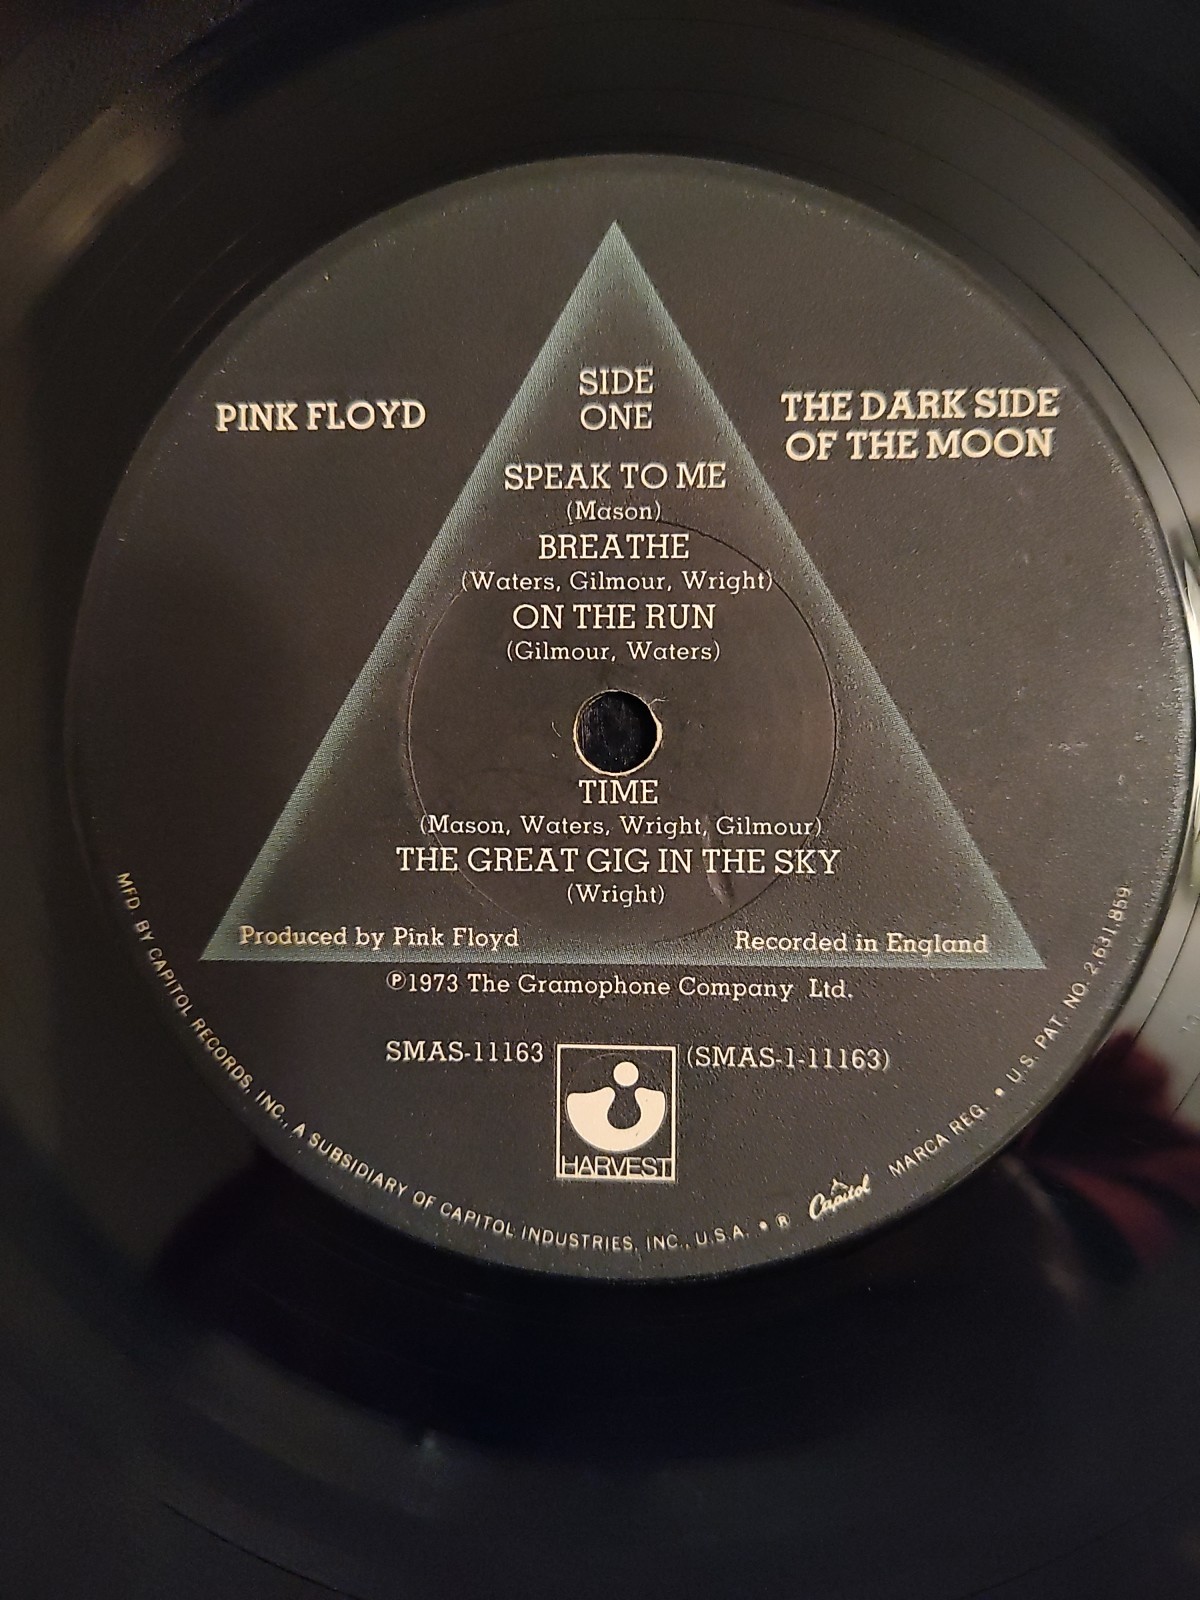 SIDE
ONE
PINK FLOYD
THE DARK SIDE
OF THE MOON
SPEAK TO ME
(Mason)
BREATHE
(Waters, Gilmour, Wright)
ON THE RUN
(Gilmour, Waters)
TIME
(Mason, Waters, Wright, Gilmour)
THE GREAT GIG IN THE SKY
(Wright)
Produced by Pink Floyd
Recorded in England
℗1973 The Gramophone Company Ltd.
SMAS-11163
(SMAS-1-11163)
HARVEST
MFD. BY CAPITOL RECORDS, INC., A SUBSIDIARY OF CAPITOL INDUSTRIES, INC., U.S.A. • ® Capitol MARCA REG. • U.S. PAT. NO. 2,631,859